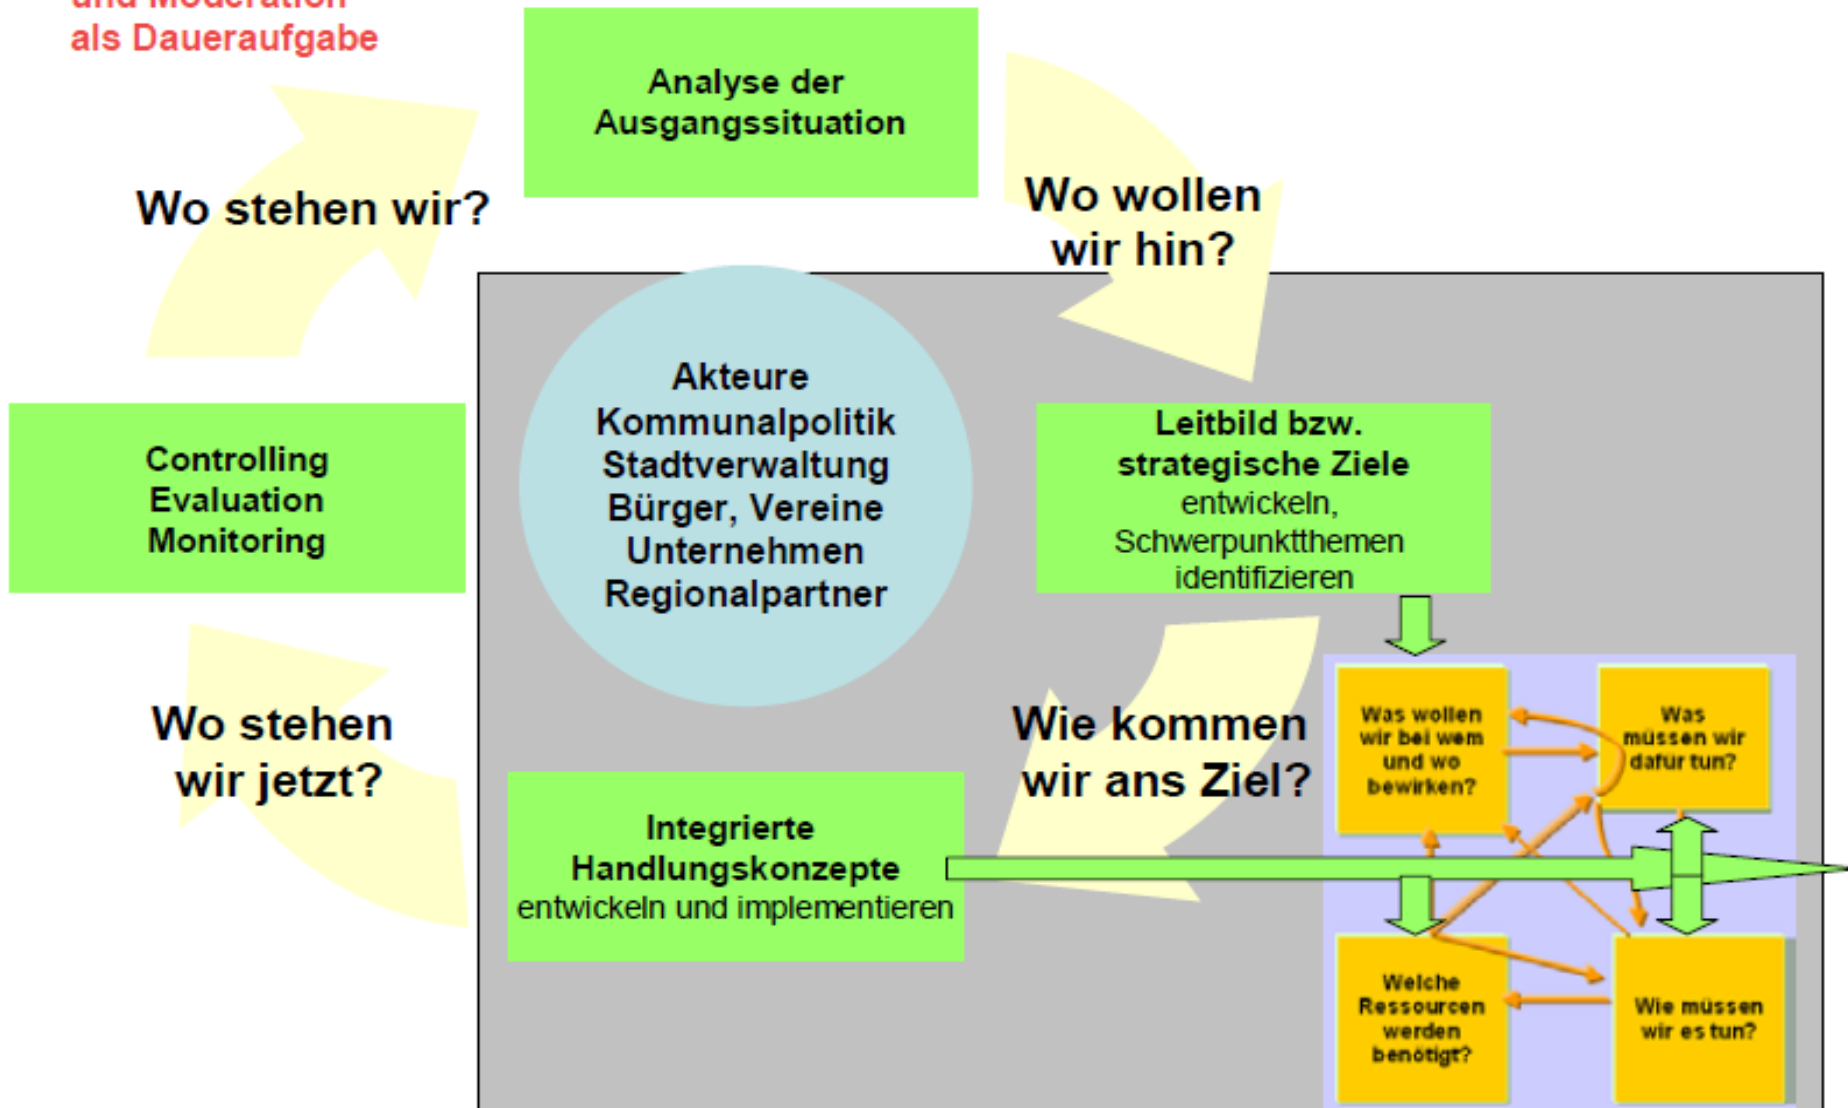 und Moderation
als Daueraufgabe
Analyse der
Ausgangssituation
Wo stehen wir?
Wo wollen
wir hin?
Akteure
Kommunalpolitik
Stadtverwaltung
Bürger, Vereine
Unternehmen
Regionalpartner
Controlling
Evaluation
Monitoring
Leitbild bzw.
strategische Ziele
entwickeln,
Schwerpunktthemen
identifizieren
Wo stehen
wir jetzt?
Wie kommen
wir ans Ziel?
Integrierte
Handlungskonzepte
entwickeln und implementieren
Was wollen
wir bei wem
und wo
bewirken?
Was
müssen wir
dafür tun?
Welche
Ressourcen
werden
benötigt?
Wie müssen
wir es tun?